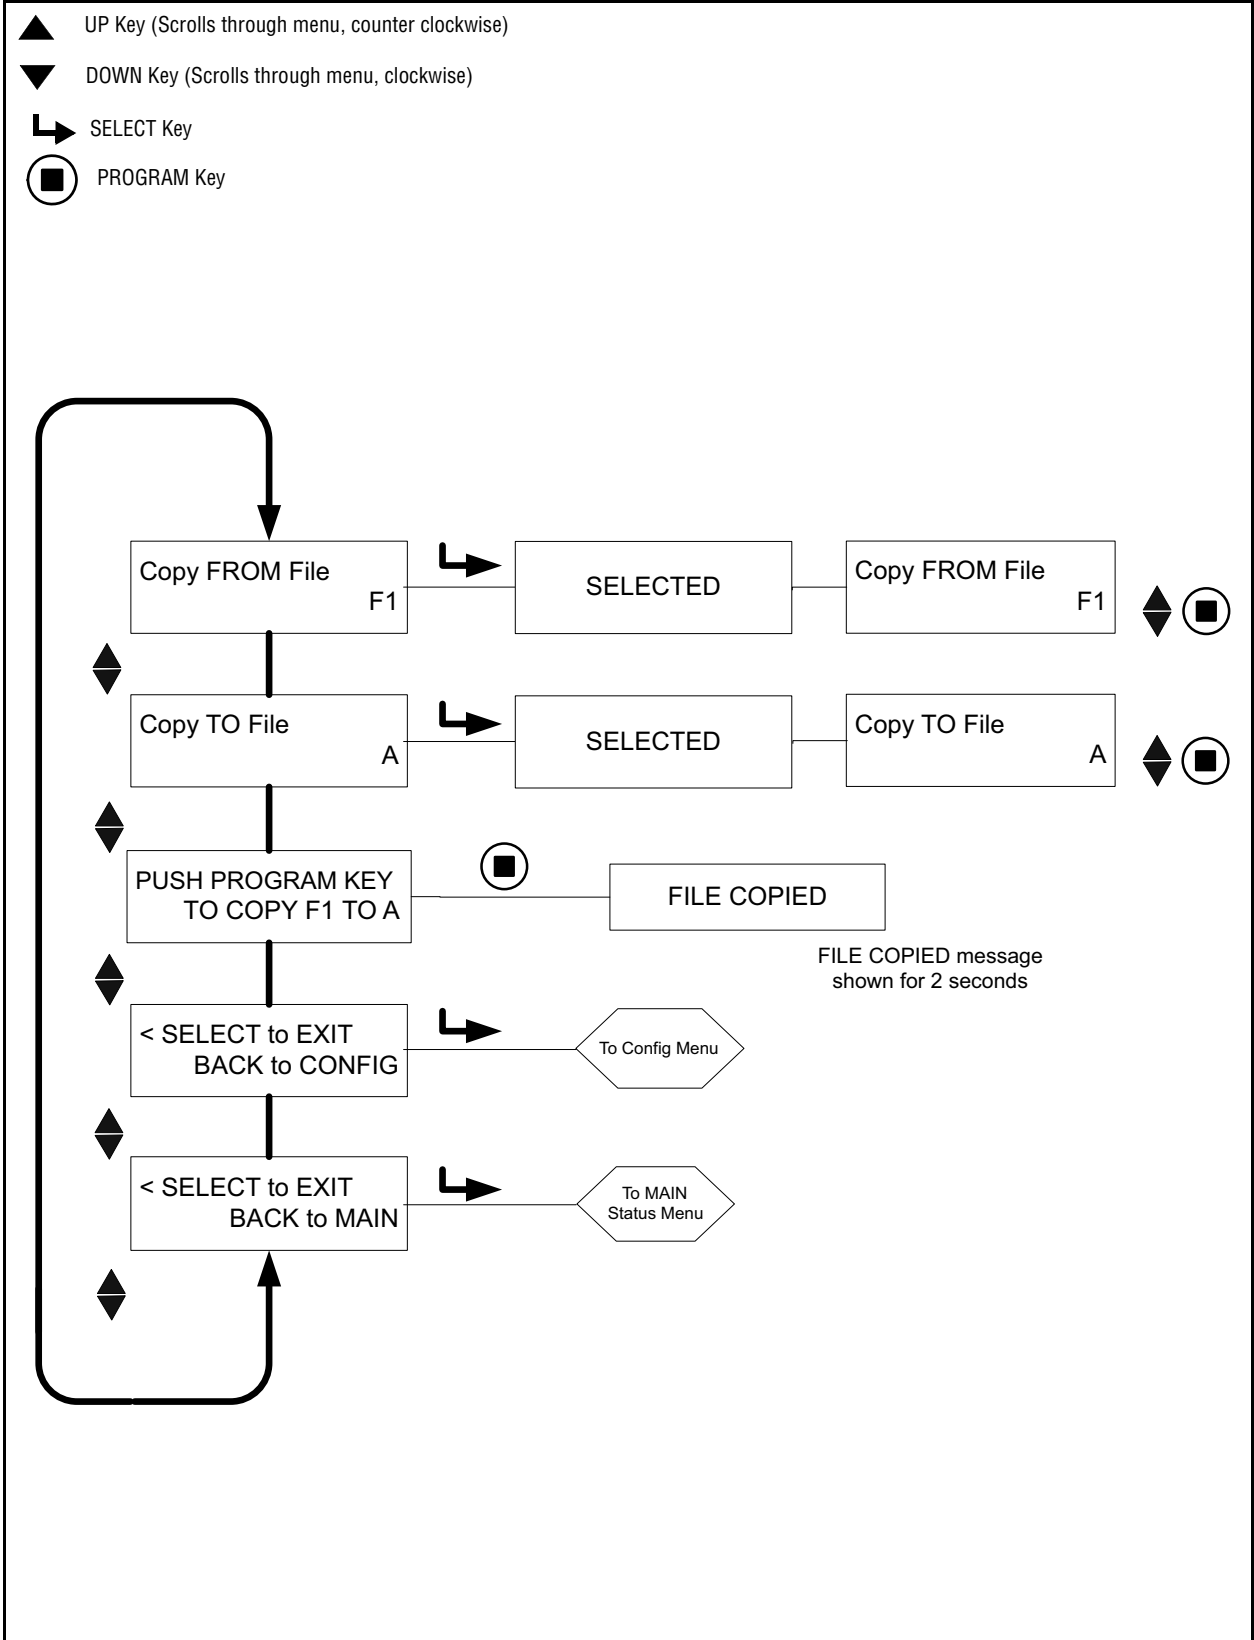 UP Key (Scrolls through menu, counter clockwise)
DOWN Key (Scrolls through menu, clockwise)
SELECT Key
PROGRAM Key
Copy FROM File
F1
SELECTED
Copy FROM File
F1
Copy TO File
A
SELECTED
Copy TO File
A
PUSH PROGRAM KEY
TO COPY F1 TO A
FILE COPIED
FILE COPIED message
shown for 2 seconds
< SELECT to EXIT
BACK to CONFIG
To Config Menu
< SELECT to EXIT
BACK to MAIN
To MAIN
Status Menu